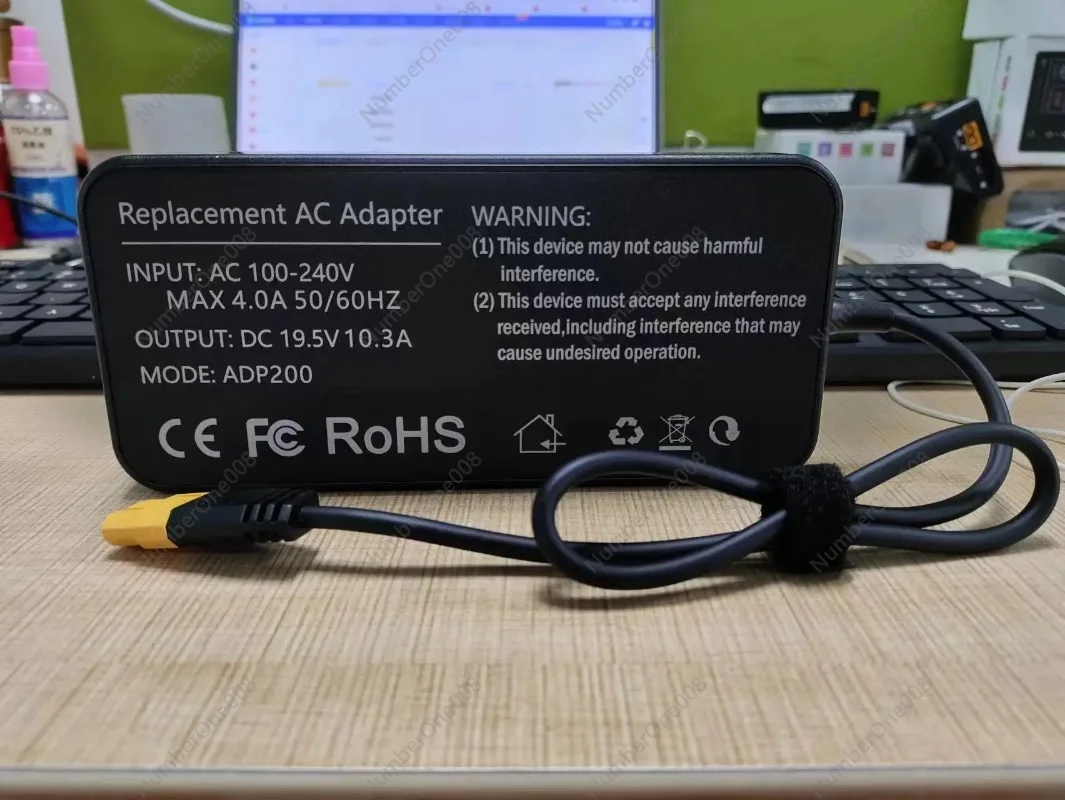 Replacement AC Adapter
INPUT: AC 100-240V
MAX 4.0A 50/60HZ
OUTPUT: DC 19.5V 10.3A
MODE: ADP200
CE FC RoHS
WARNING:
(1) This device may not cause harmful
interference.
(2) This device must accept any interference
received,including interference that may
cause undesired operation.
NumberOne008